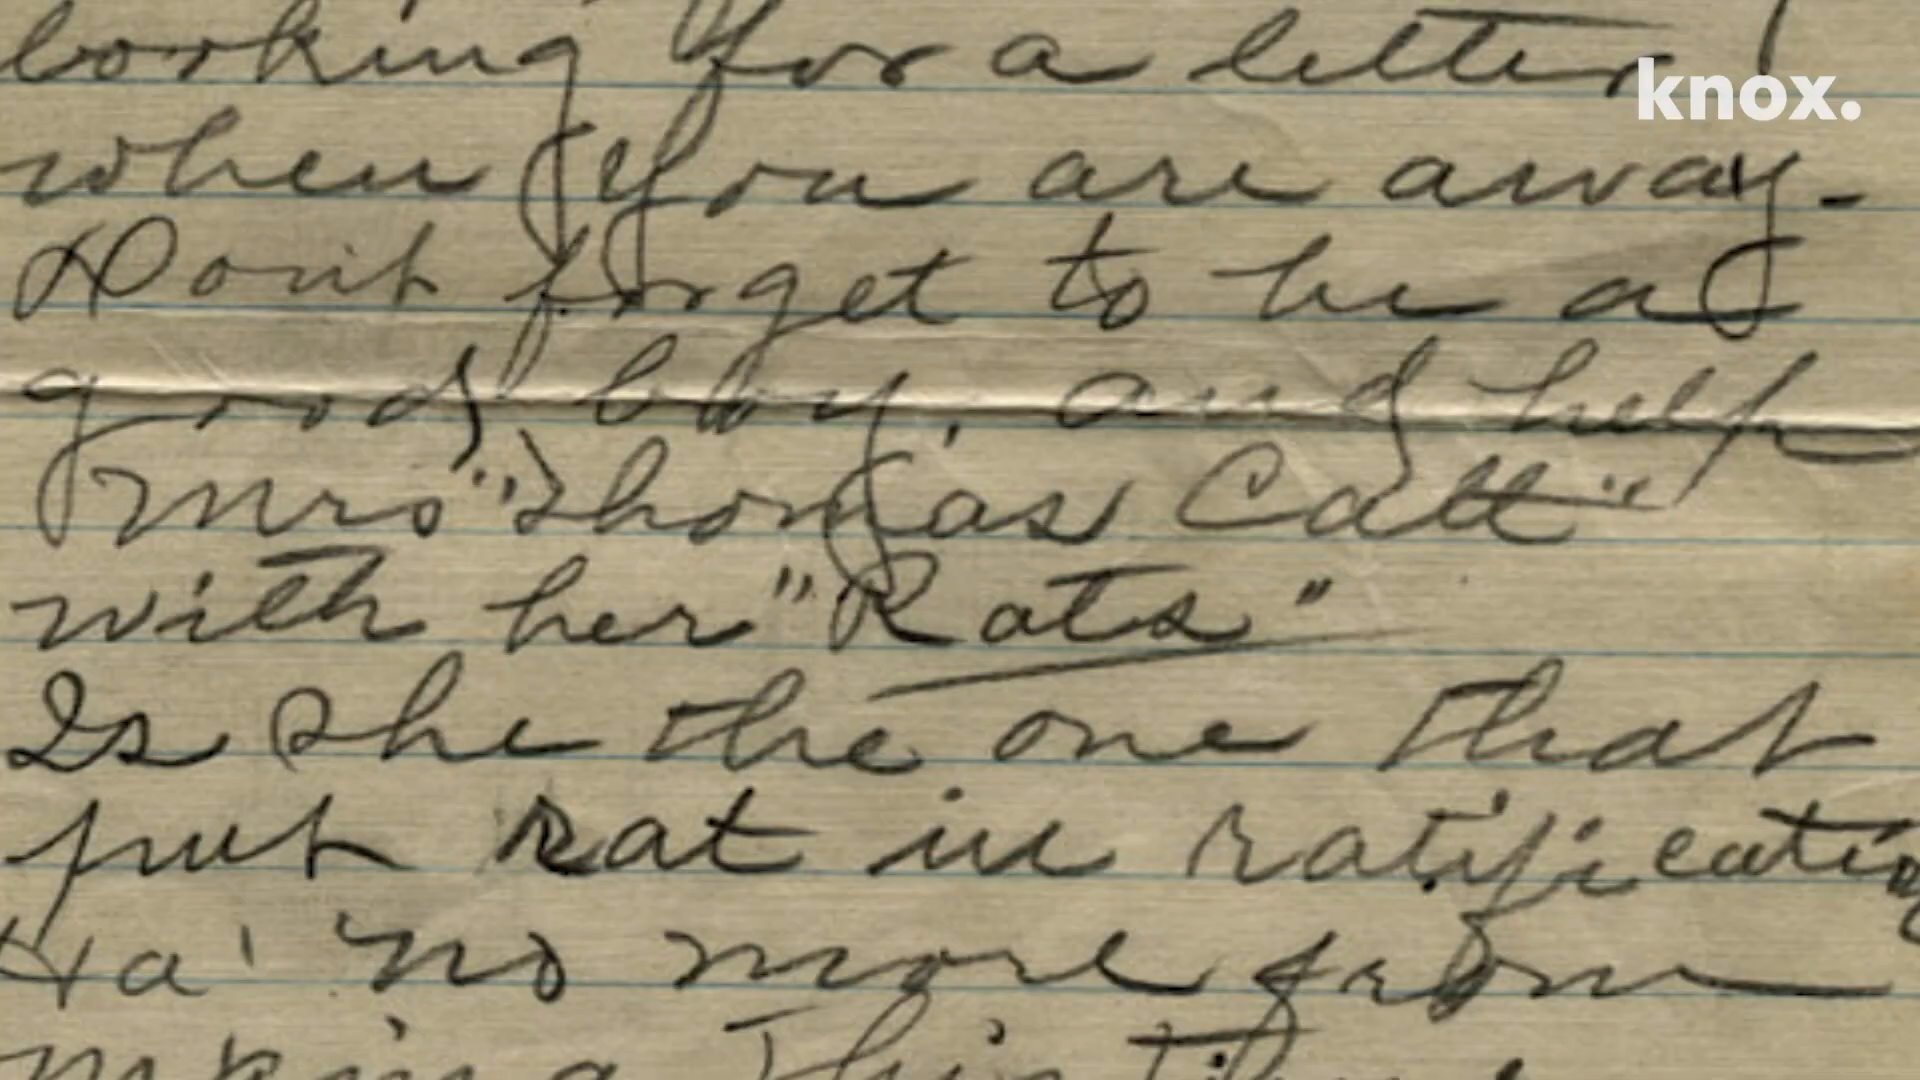 looking for a letter
knox.
when you are away.
Don't forget to be a
good boy, and help
Mrs "Thomas Catt"
with her "Rats"
Is she the one that
put rat in ratification
Ha! no more from